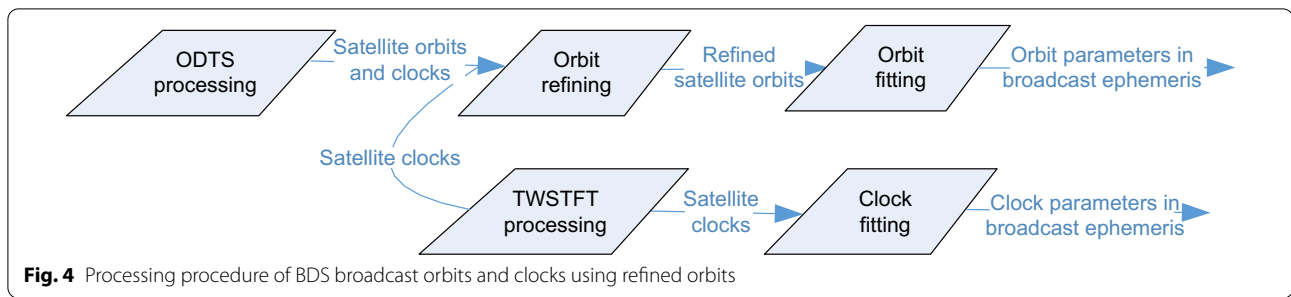 ODTS
processing
Satellite orbits
and clocks
Orbit
refining
Refined
satellite orbits
Orbit
fitting
Orbit parameters in
broadcast ephemeris
Satellite clocks
TWSTFT
processing
Satellite
clocks
Clock
fitting
Clock parameters in
broadcast ephemeris
Fig. 4 Processing procedure of BDS broadcast orbits and clocks using refined orbits